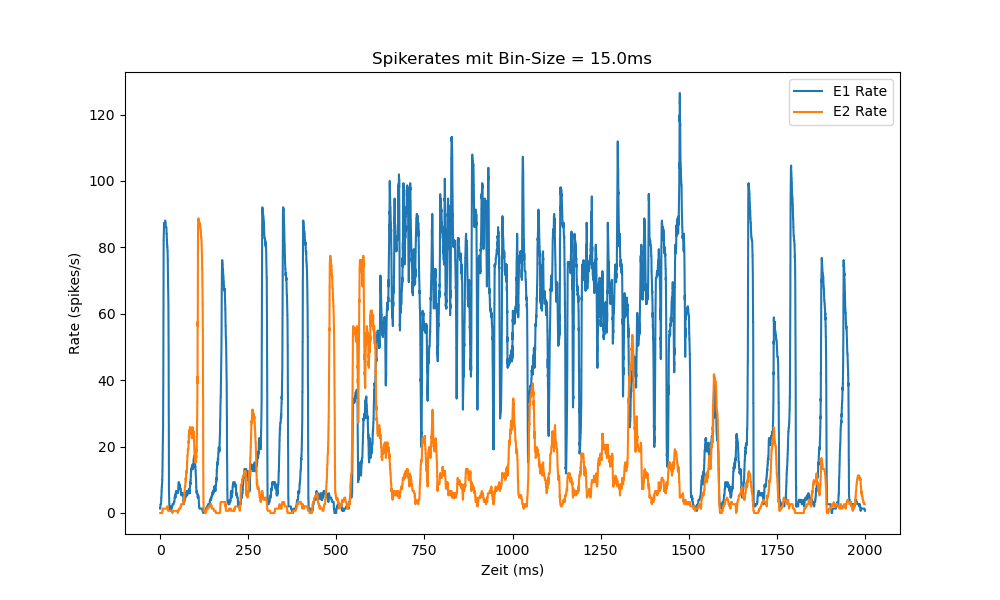 Spikerates mit Bin-Size = 15.0ms
E1 Rate
E2 Rate
120
100
80
60
40
20
0
Rate (spikes/s)
0 250 500 750 1000 1250 1500 1750 2000
Zeit (ms)